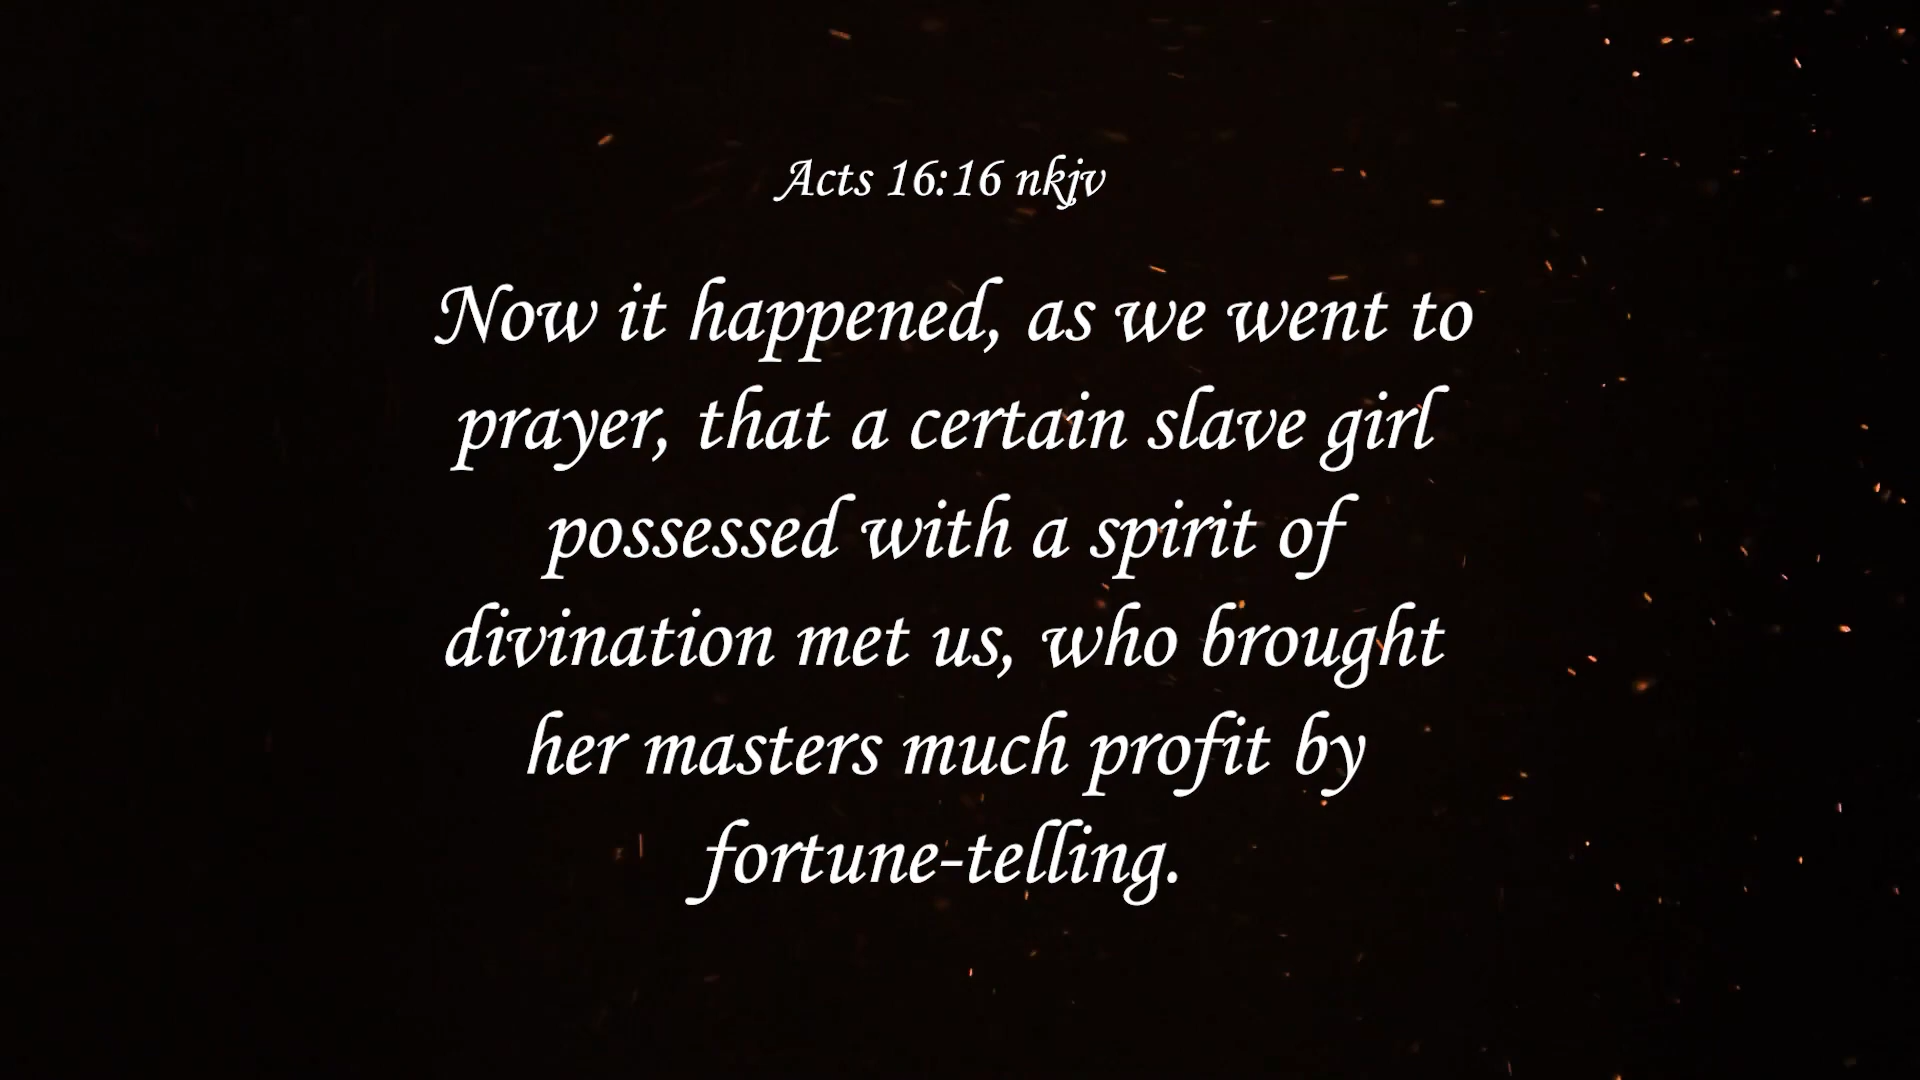 Acts 16:16 nkjv
Now it happened, as we went to
prayer, that a certain slave girl
possessed with a spirit of
divination met us, who brought
her masters much profit by
fortune-telling.